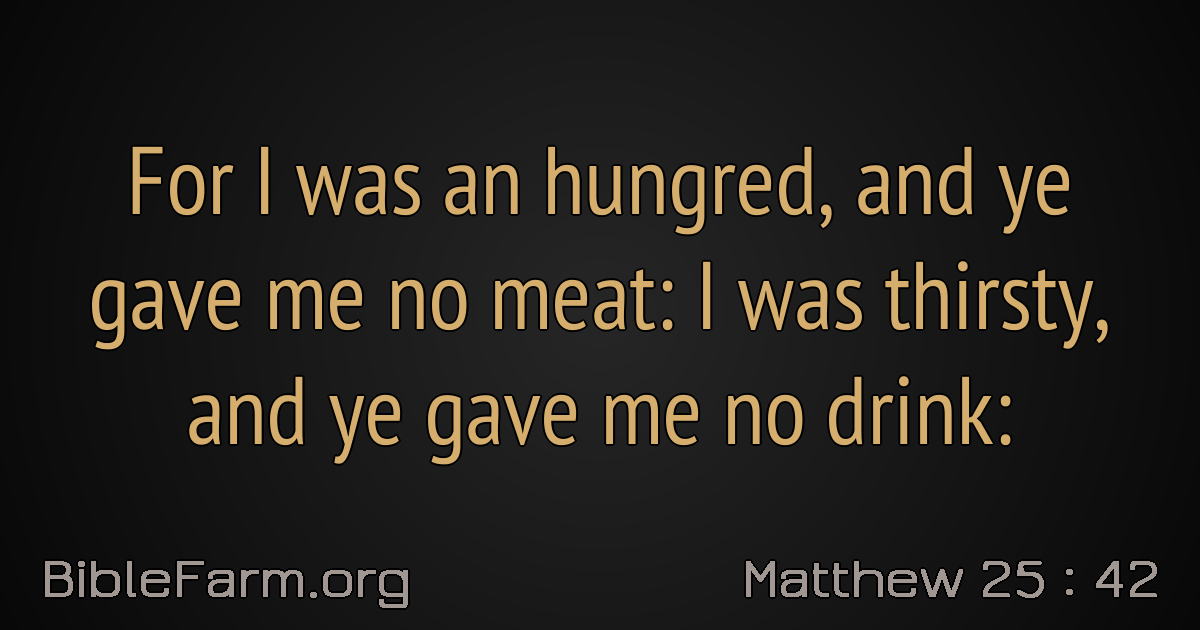 For I was an hungred, and ye
gave me no meat: I was thirsty,
and ye gave me no drink:
BibleFarm.org
Matthew 25 : 42